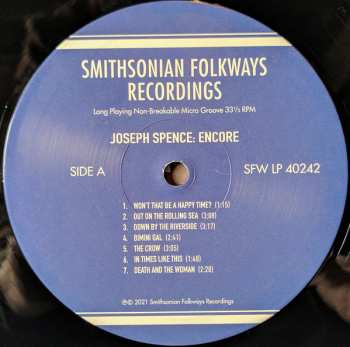 SMITHSONIAN FOLKWAYS
RECORDINGS
Long Playing Non-Breakable Micro Groove 33⅓ RPM
JOSEPH SPENCE: ENCORE
SIDE A
SFW LP 40242
1. WON'T THAT BE A HAPPY TIME? (1:15)
2. OUT ON THE ROLLING SEA (3:09)
3. DOWN BY THE RIVERSIDE (3:17)
4. BIMINI GAL (2:41)
5. THE CROW (3:05)
6. IN TIMES LIKE THIS (1:40)
7. DEATH AND THE WOMAN (2:20)
℗© 2021 Smithsonian Folkways Recordings